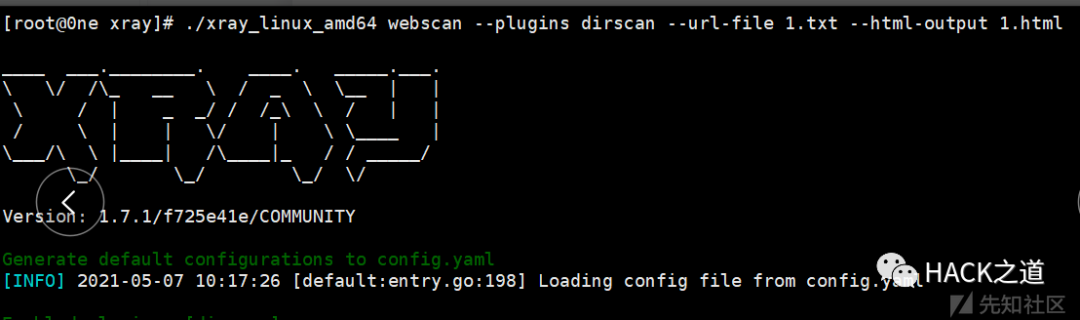 [root@0ne xray]# ./xray_linux_amd64 webscan --plugins dirscan --url-file 1.txt --html-output 1.html
XRAY
Version: 1.7.1/f725e41e/COMMUNITY
Generate default configurations to config.yaml
[INFO] 2021-05-07 10:17:26 [default:entry.go:198] Loading config file from config.yaml
HACK之道
先知社区